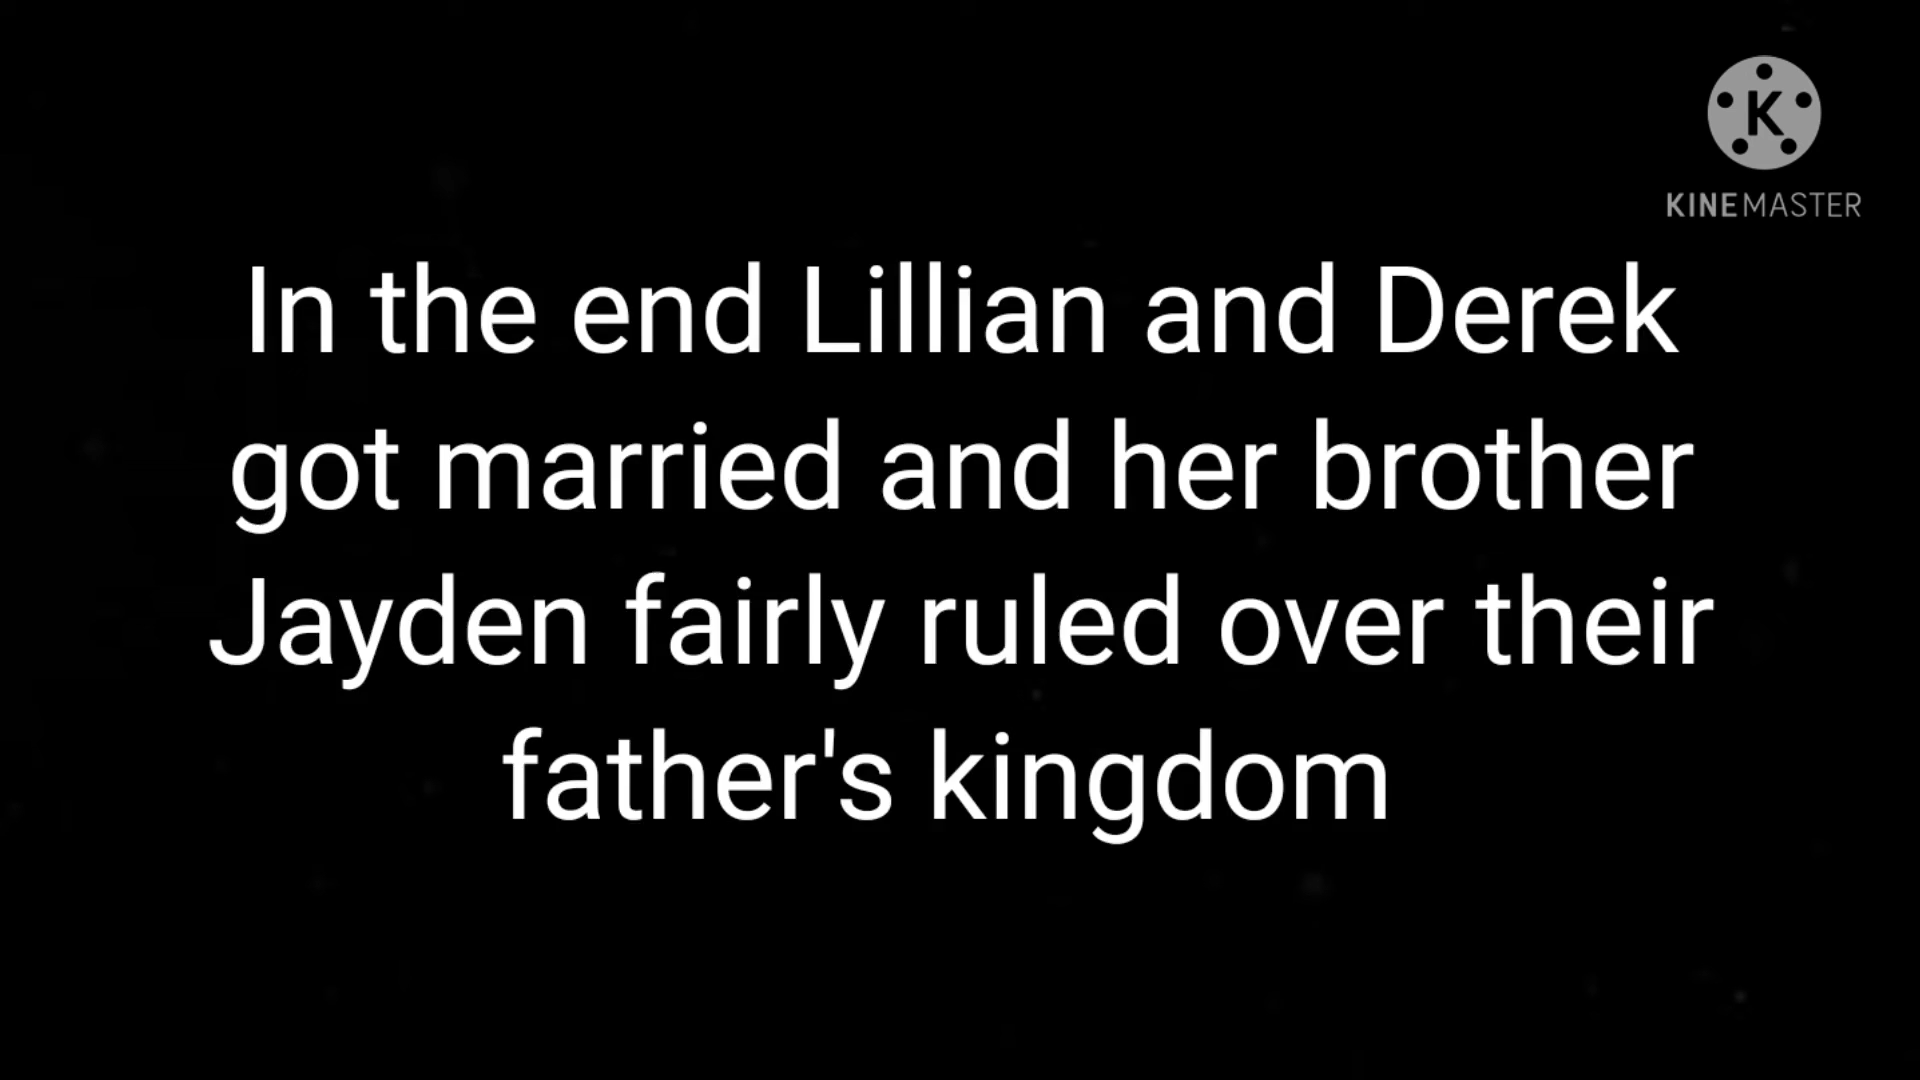 K
KINEMASTER
In the end Lillian and Derek
got married and her brother
Jayden fairly ruled over their
father's kingdom